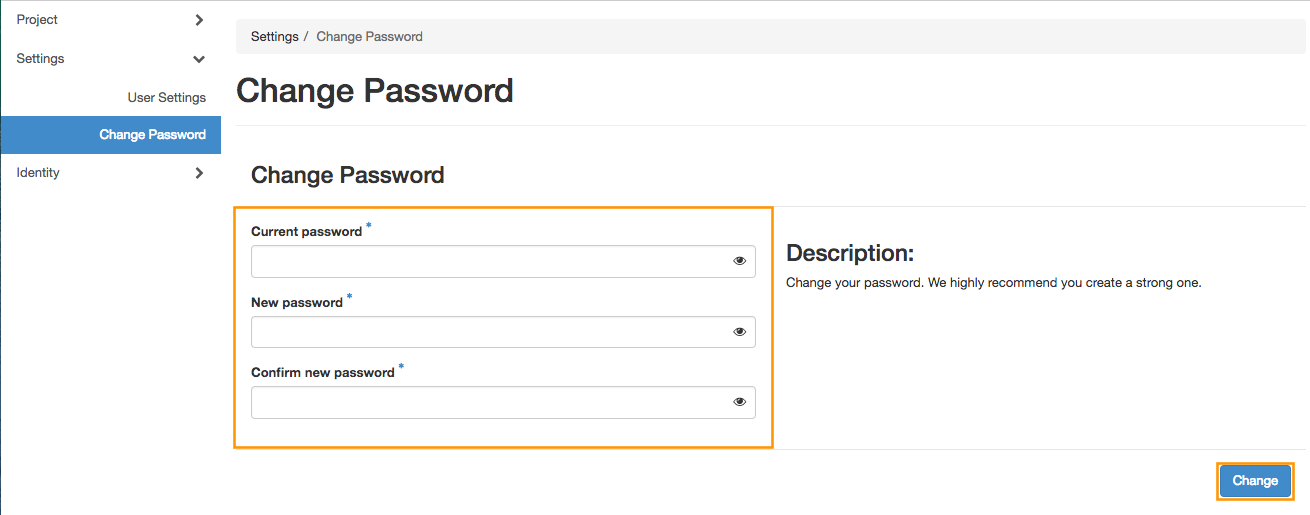 Project
Settings
User Settings
Change Password
Identity
Settings / Change Password
Change Password
Change Password
Current password *
New password *
Confirm new password *
Description:
Change your password. We highly recommend you create a strong one.
Change